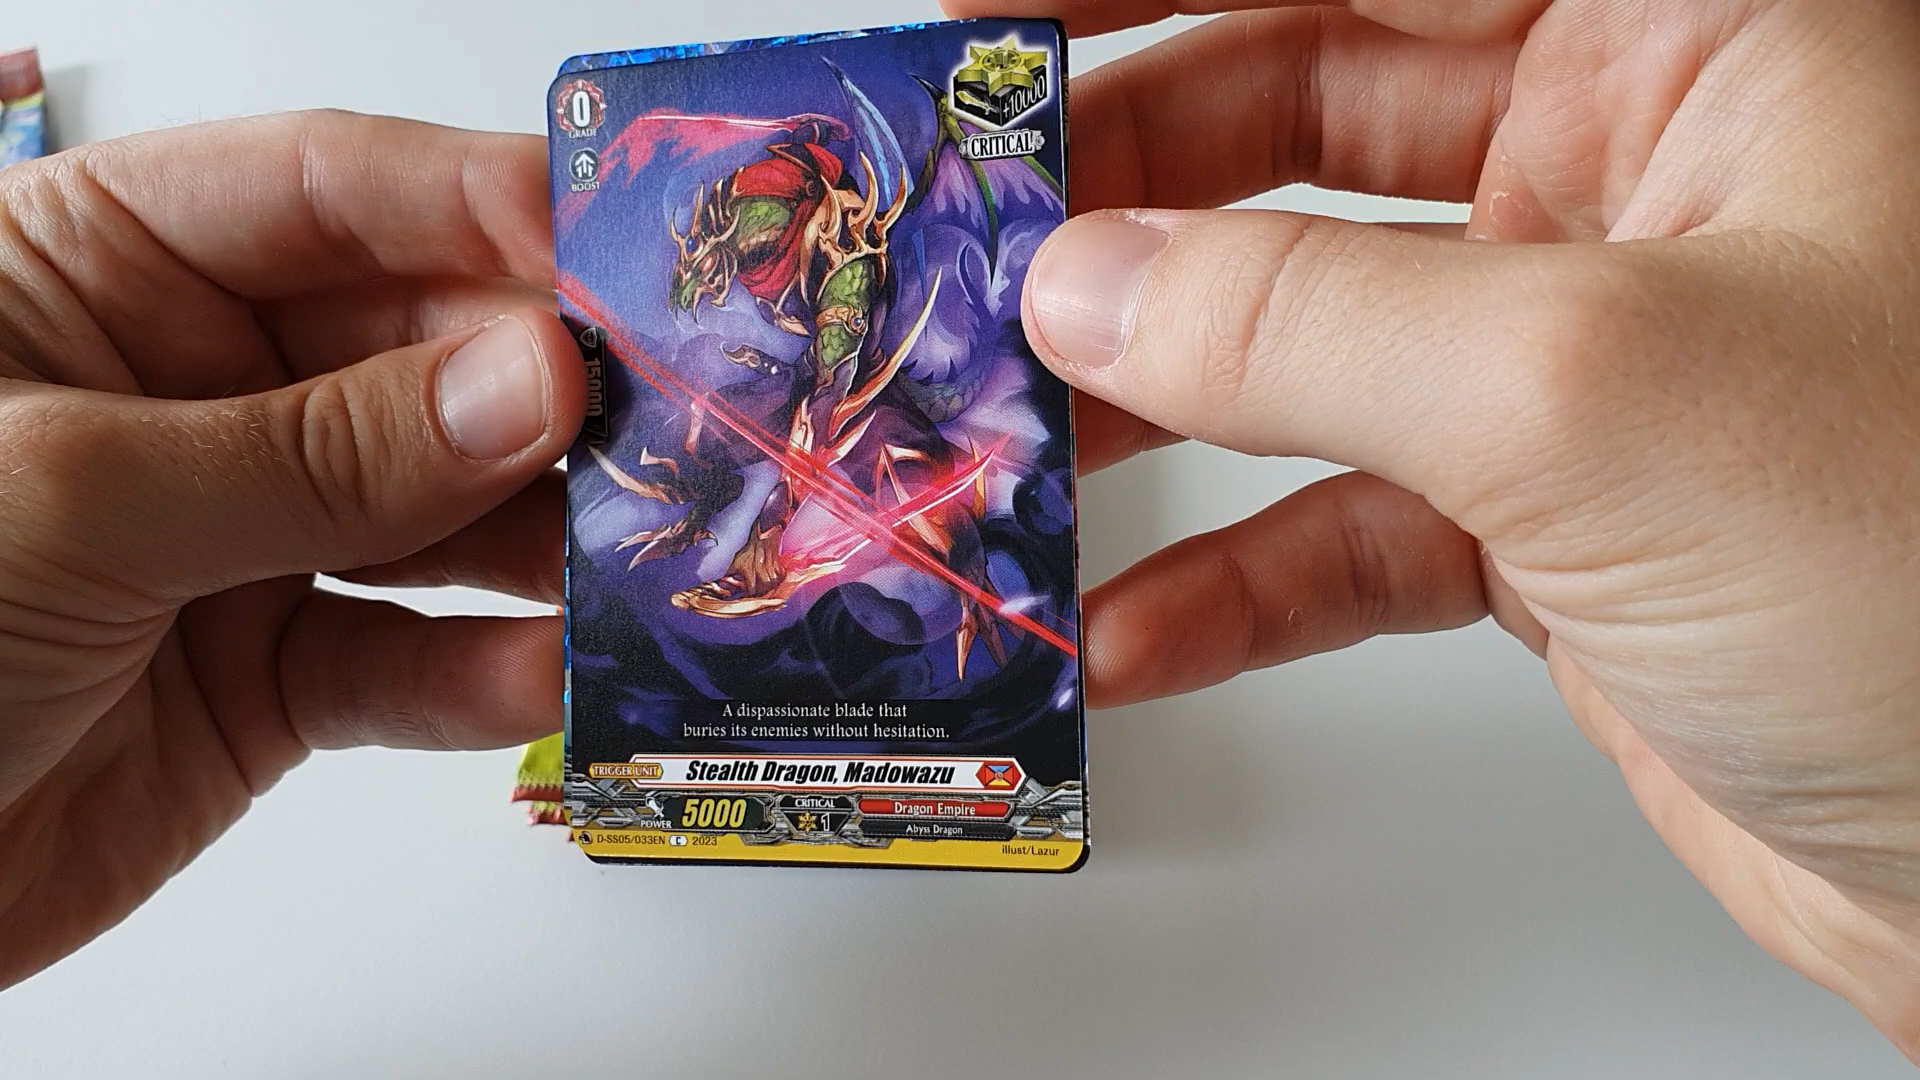 0
GRADE
BOOST
+10000
CRITICAL
15000
A dispassionate blade that
buries its enemies without hesitation.
TRIGGER UNIT
Stealth Dragon, Madowazu
POWER
5000
CRITICAL
1
Dragon Empire
Abyss Dragon
D-SS05/033EN C 2023
illust/Lazur